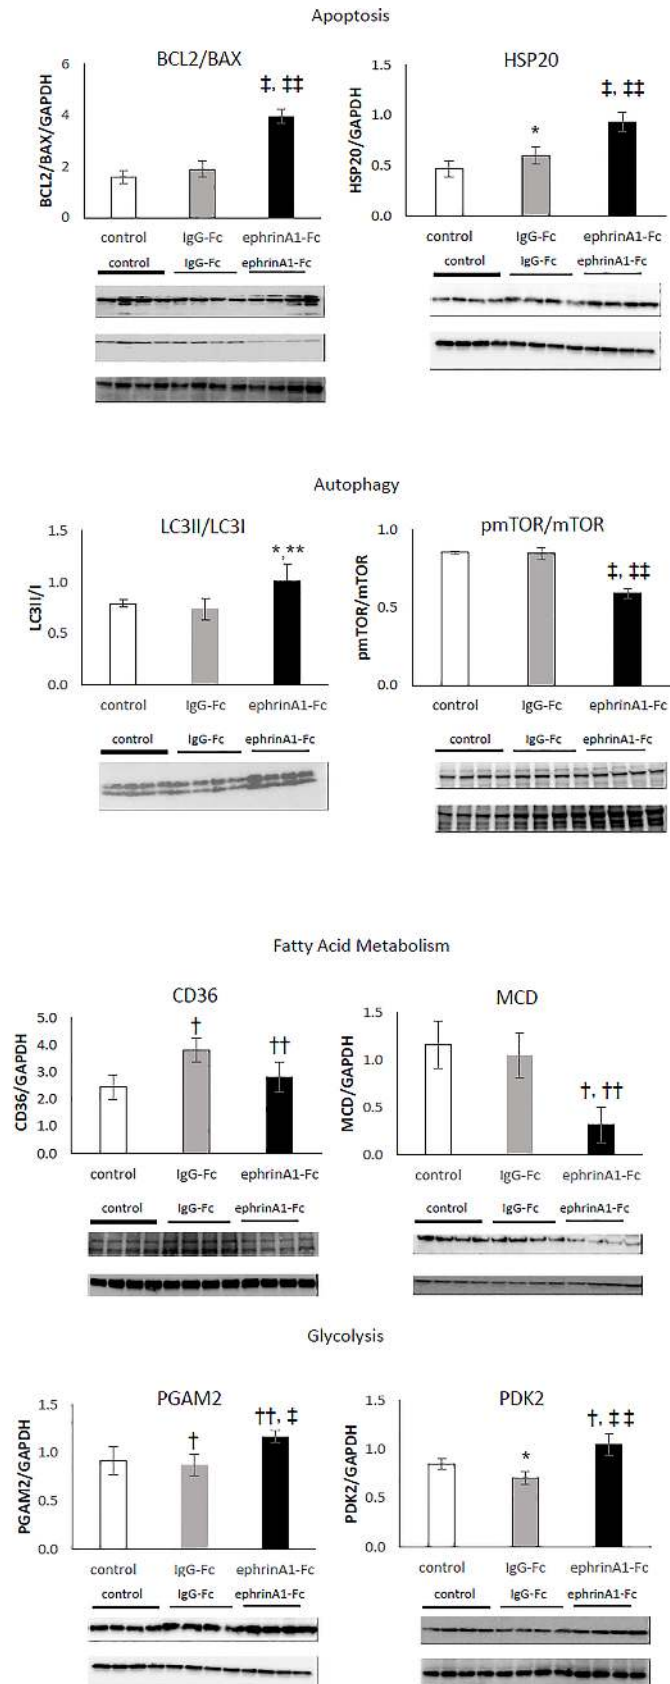 Apoptosis
BCL2/BAX
BCL2/BAX/GAPDH
6
4
2
0
‡, ‡‡
control IgG-Fc ephrinA1-Fc
control IgG-Fc ephrinA1-Fc
HSP20
HSP20/GAPDH
1.5
1.0
0.5
0.0
*
‡, ‡‡
control IgG-Fc ephrinA1-Fc
control IgG-Fc ephrinA1-Fc
Autophagy
LC3II/LC3I
LC3II/I
1.5
1.0
0.5
0.0
*,**
control IgG-Fc ephrinA1-Fc
control IgG-Fc ephrinA1-Fc
pmTOR/mTOR
pmTOR/mTOR
1.0
0.5
0.0
‡, ‡‡
control IgG-Fc ephrinA1-Fc
control IgG-Fc ephrinA1-Fc
Fatty Acid Metabolism
CD36
CD36/GAPDH
5.0
4.0
3.0
2.0
1.0
0.0
†
††
control IgG-Fc ephrinA1-Fc
control IgG-Fc ephrinA1-Fc
MCD
MCD/GAPDH
1.5
1.0
0.5
0.0
†, ††
control IgG-Fc ephrinA1-Fc
control IgG-Fc ephrinA1-Fc
Glycolysis
PGAM2
PGAM2/GAPDH
1.5
1.0
0.5
0.0
†
††, ‡
control IgG-Fc ephrinA1-Fc
control IgG-Fc ephrinA1-Fc
PDK2
PDK2/GAPDH
1.5
1.0
0.5
0.0
*
†, ‡‡
control IgG-Fc ephrinA1-Fc
control IgG-Fc ephrinA1-Fc